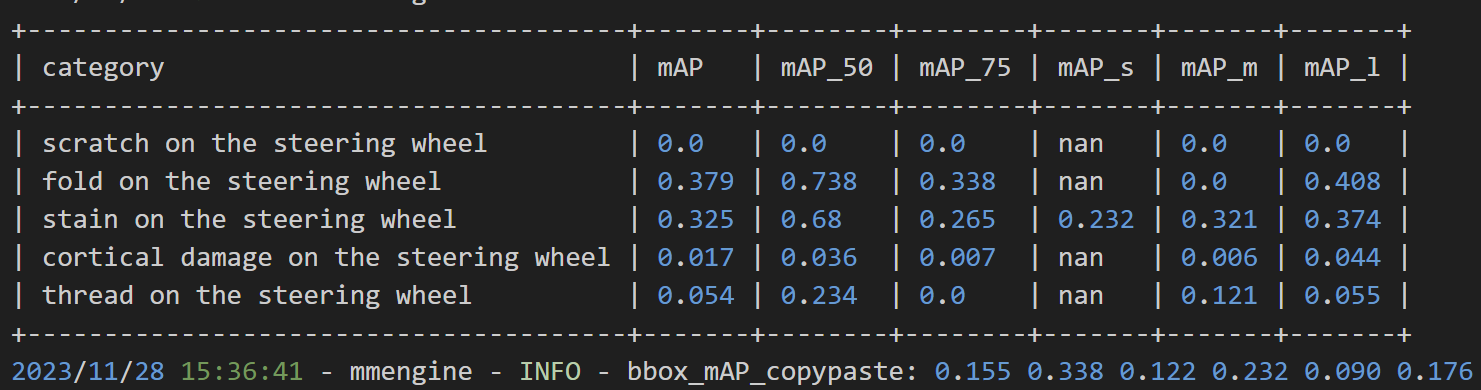 +---------------------------------------+-------+--------+--------+-------+-------+-------+
| category                              | mAP   | mAP_50 | mAP_75 | mAP_s | mAP_m | mAP_l |
+---------------------------------------+-------+--------+--------+-------+-------+-------+
| scratch on the steering wheel         | 0.0   | 0.0    | 0.0    | nan   | 0.0   | 0.0   |
| fold on the steering wheel            | 0.379 | 0.738  | 0.338  | nan   | 0.0   | 0.408 |
| stain on the steering wheel           | 0.325 | 0.68   | 0.265  | 0.232 | 0.321 | 0.374 |
| cortical damage on the steering wheel | 0.017 | 0.036  | 0.007  | nan   | 0.006 | 0.044 |
| thread on the steering wheel          | 0.054 | 0.234  | 0.0    | nan   | 0.121 | 0.055 |
+---------------------------------------+-------+--------+--------+-------+-------+-------+
2023/11/28 15:36:41 - mmengine - INFO - bbox_mAP_copypaste: 0.155 0.338 0.122 0.232 0.090 0.176